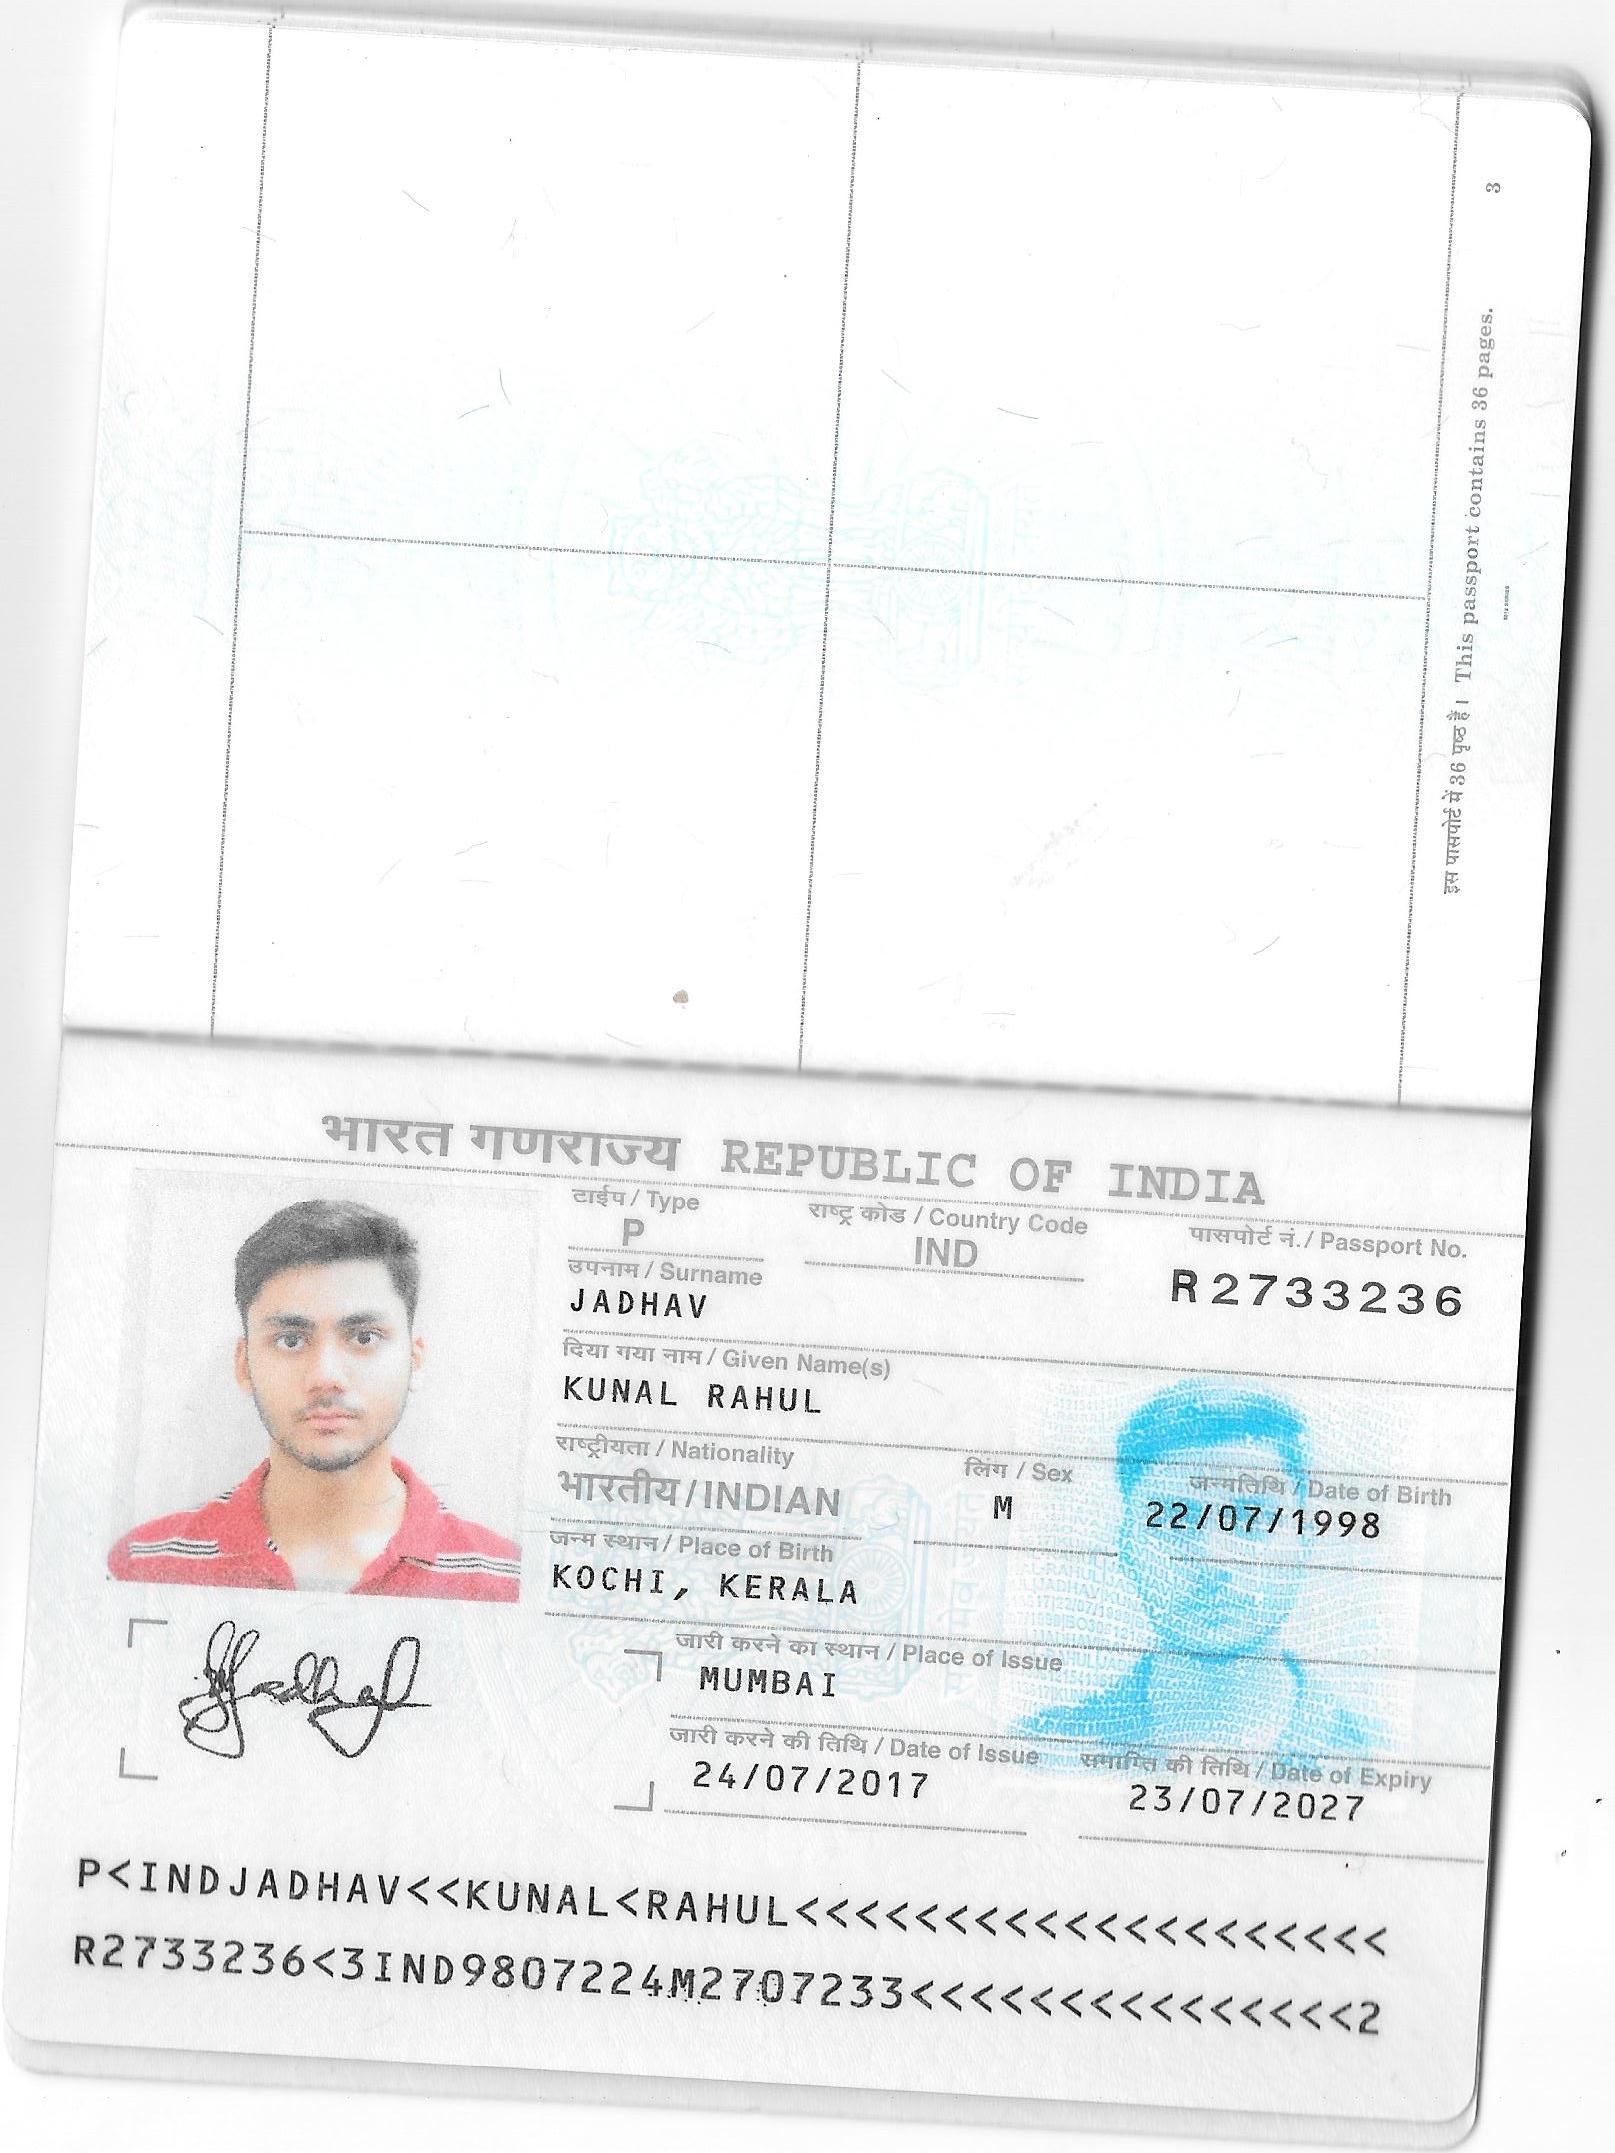 3
इस पासपोर्ट में 36 पृष्ठ हैं। This passport contains 36 pages.
भारत गणराज्य REPUBLIC OF INDIA
टाईप / Type राष्ट्र कोड / Country Code पासपोर्ट नं. / Passport No.
P IND R2733236
उपनाम / Surname
JADHAV
दिया गया नाम / Given Name(s)
KUNAL RAHUL
राष्ट्रीयता / Nationality लिंग / Sex जन्मतिथि / Date of Birth
भारतीय / INDIAN M 22/07/1998
जन्म स्थान / Place of Birth
KOCHI, KERALA
जारी करने का स्थान / Place of Issue
MUMBAI
जारी करने की तिथि / Date of Issue समाप्ति की तिथि / Date of Expiry
24/07/2017 23/07/2027
P<INDJADHAV<<KUNAL<RAHUL<<<<<<<<<<<<<<<<<<<<
R2733236<3IND9807224M2707233<<<<<<<<<<<<<<<2